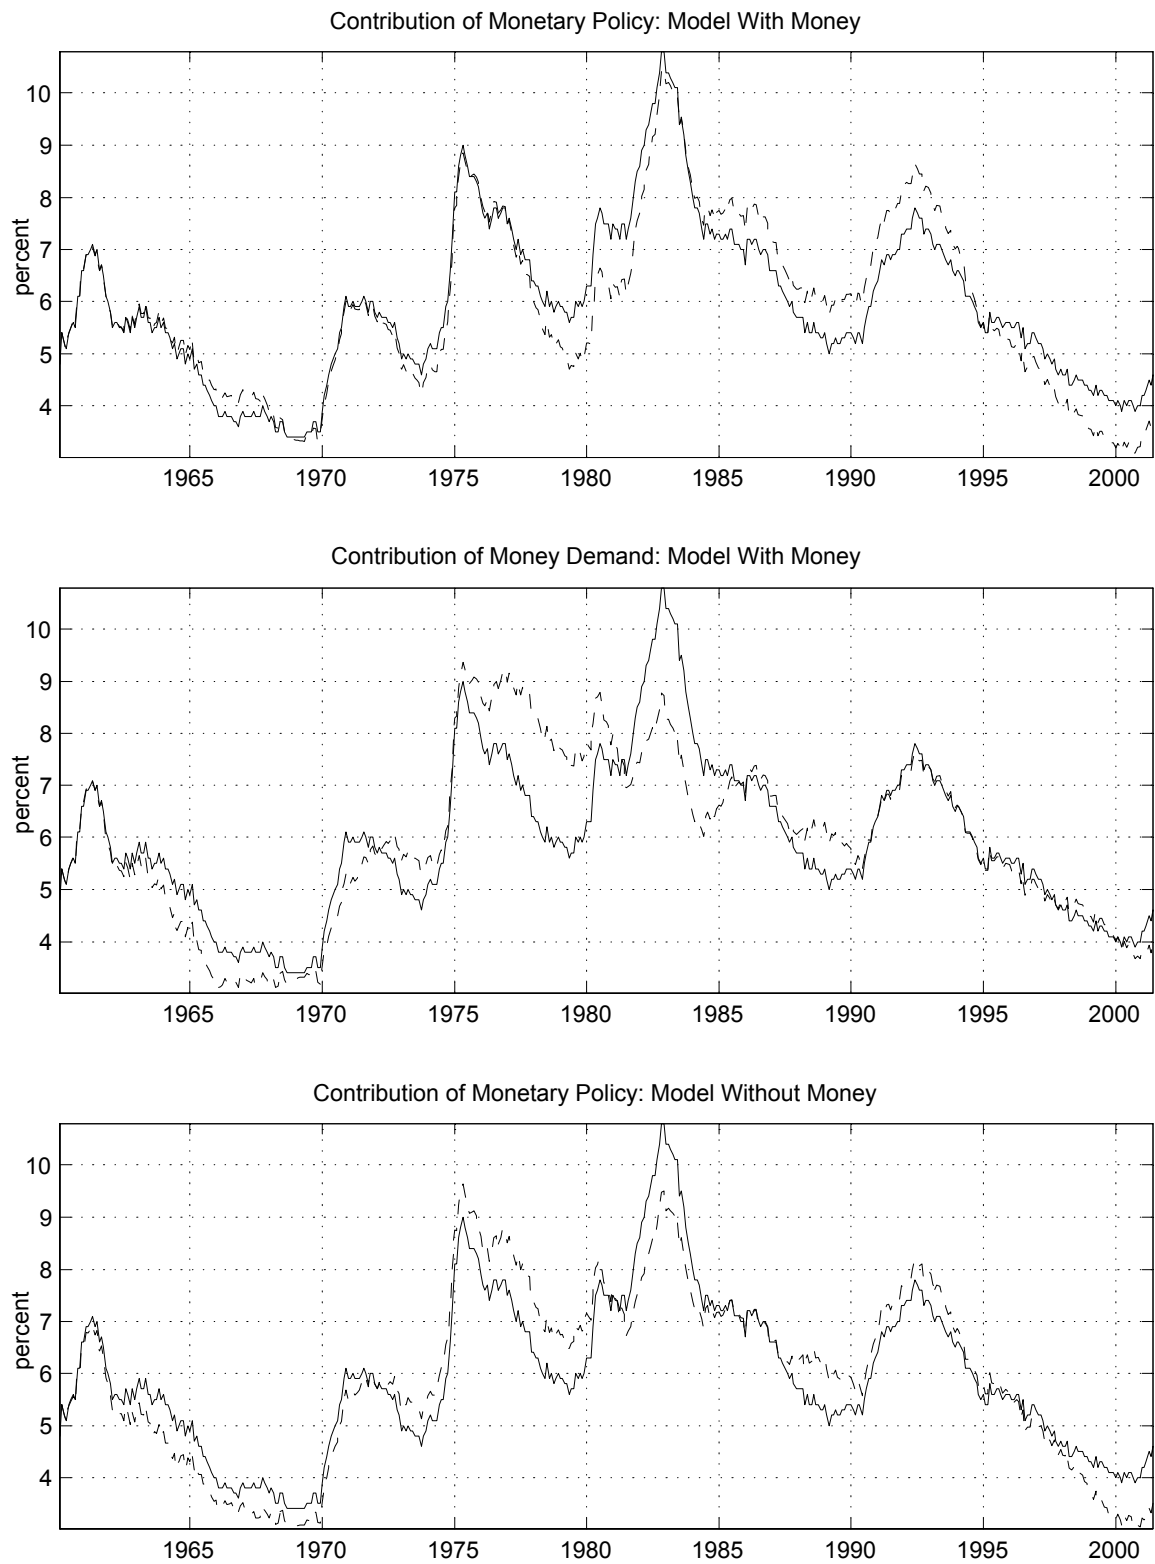 Contribution of Monetary Policy: Model With Money
10
9
8
7
6
5
4
percent
1965 1970 1975 1980 1985 1990 1995 2000
Contribution of Money Demand: Model With Money
10
9
8
7
6
5
4
percent
1965 1970 1975 1980 1985 1990 1995 2000
Contribution of Monetary Policy: Model Without Money
10
9
8
7
6
5
4
percent
1965 1970 1975 1980 1985 1990 1995 2000